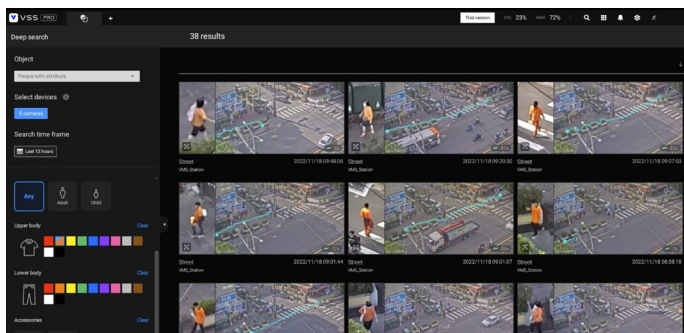 VSS PRO
+
Trial version
CPU 23% MEM 72%
Deep search
38 results
Object
People with attribute
Select devices
5 cameras
Search time frame
Last 12 hours
Any
Adult
Child
Upper body
Clear
Lower body
Clear
Accessories
Clear
Street 2022/11/18 09:48:06
VMS_Station
Street 2022/11/18 09:20:30
VMS_Station
Street 2022/11/18 09:07:03
VMS_Station
Street 2022/11/18 09:01:44
VMS_Station
Street 2022/11/18 09:01:07
VMS_Station
Street 2022/11/18 08:58:18
VMS_Station